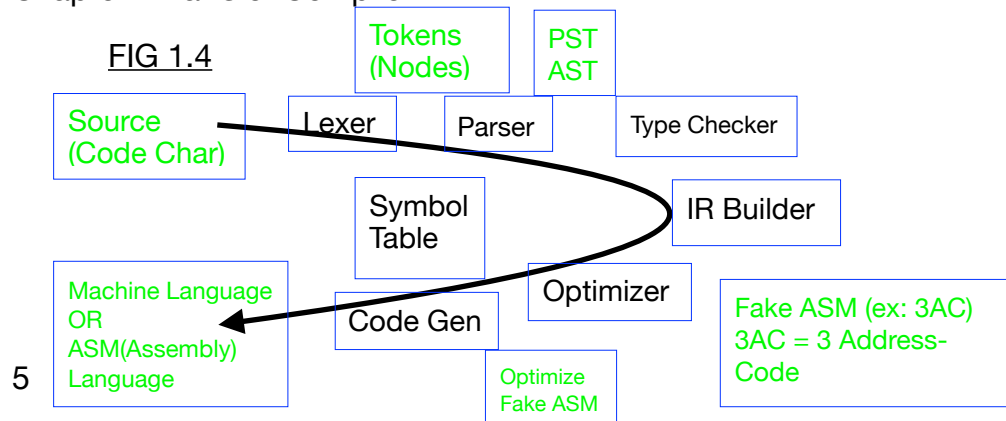 FIG 1.4
Tokens
(Nodes)
PST
AST
Source
(Code Char)
Lexer
Parser
Type Checker
Symbol
Table
IR Builder
Machine Language
OR
ASM(Assembly)
Language
Code Gen
Optimizer
Fake ASM (ex: 3AC)
3AC = 3 Address-
Code
Optimize
Fake ASM
5